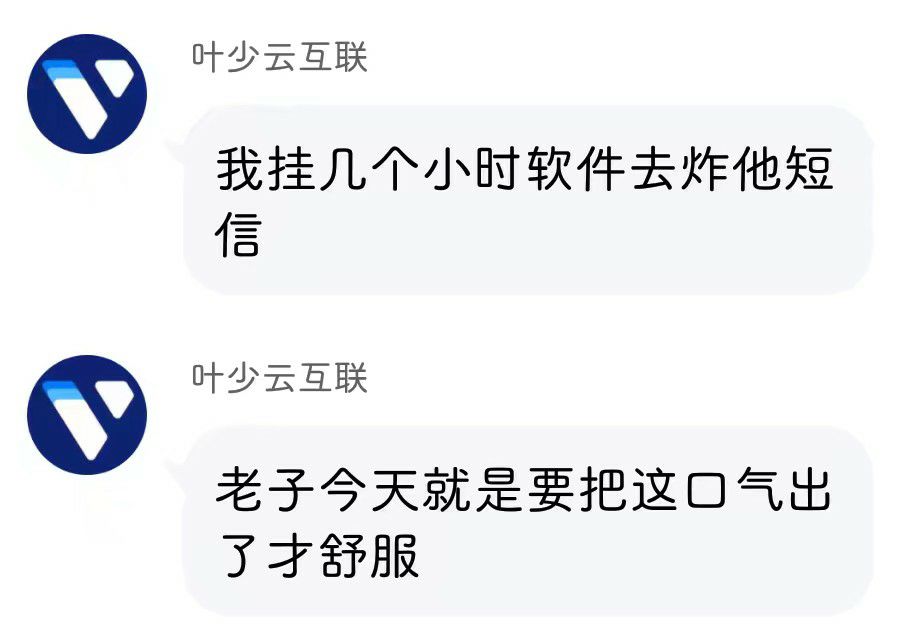 叶少云互联
我挂几个小时软件去炸他短
信
叶少云互联
老子今天就是要把这口气出
了才舒服